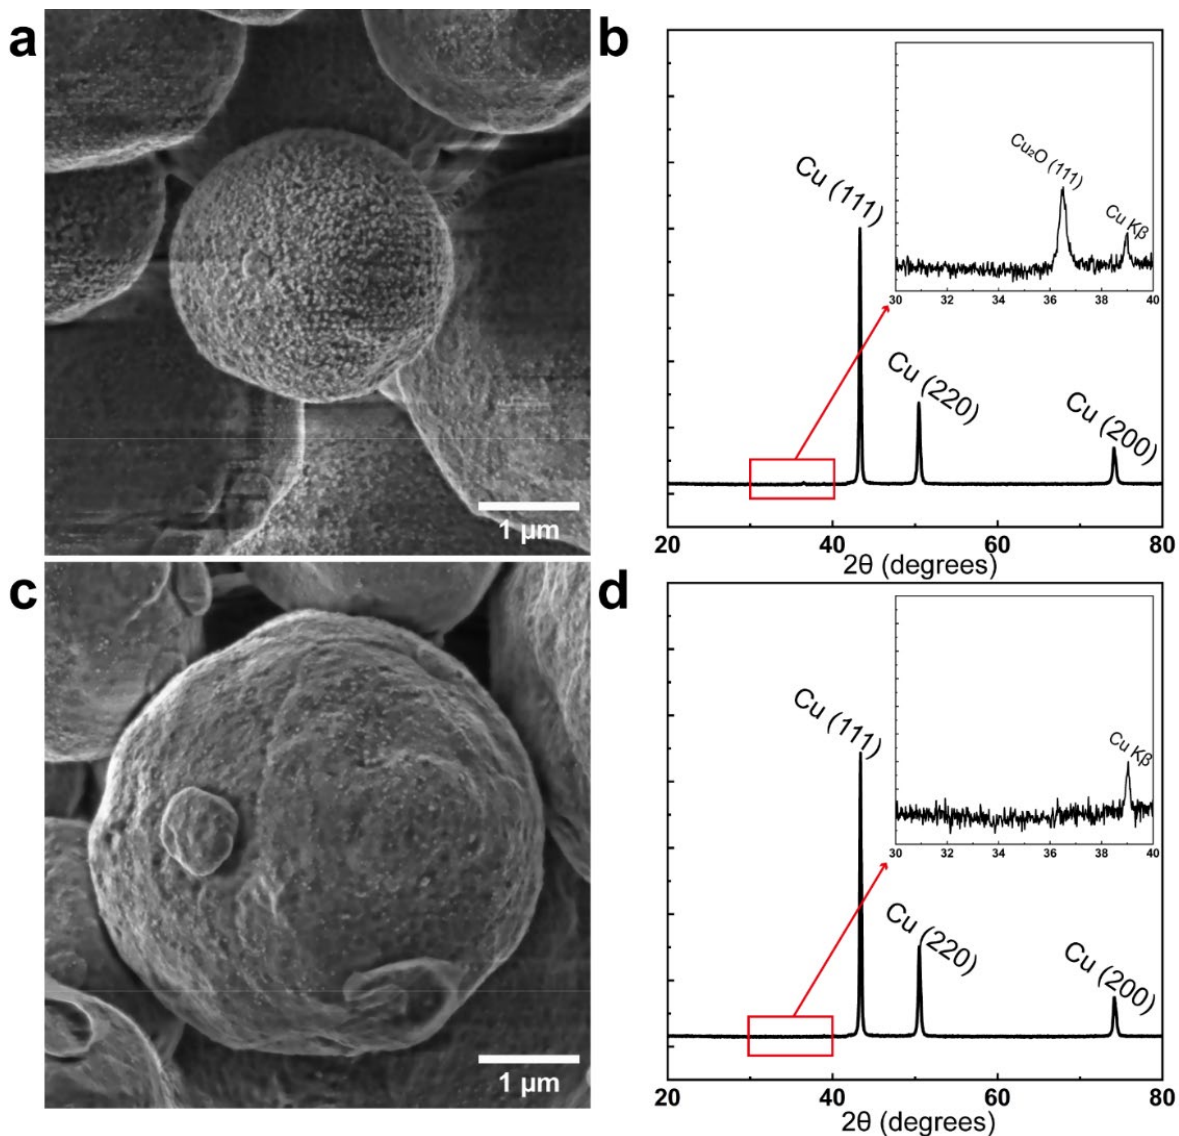 a
1 µm
b
Cu (111)
Cu (220)
Cu (200)
Cu₂O (111)
Cu Kβ
30 32 34 36 38 40
20 40 60 80
2θ (degrees)
c
1 µm
d
Cu (111)
Cu (220)
Cu (200)
Cu Kβ
30 32 34 36 38 40
20 40 60 80
2θ (degrees)